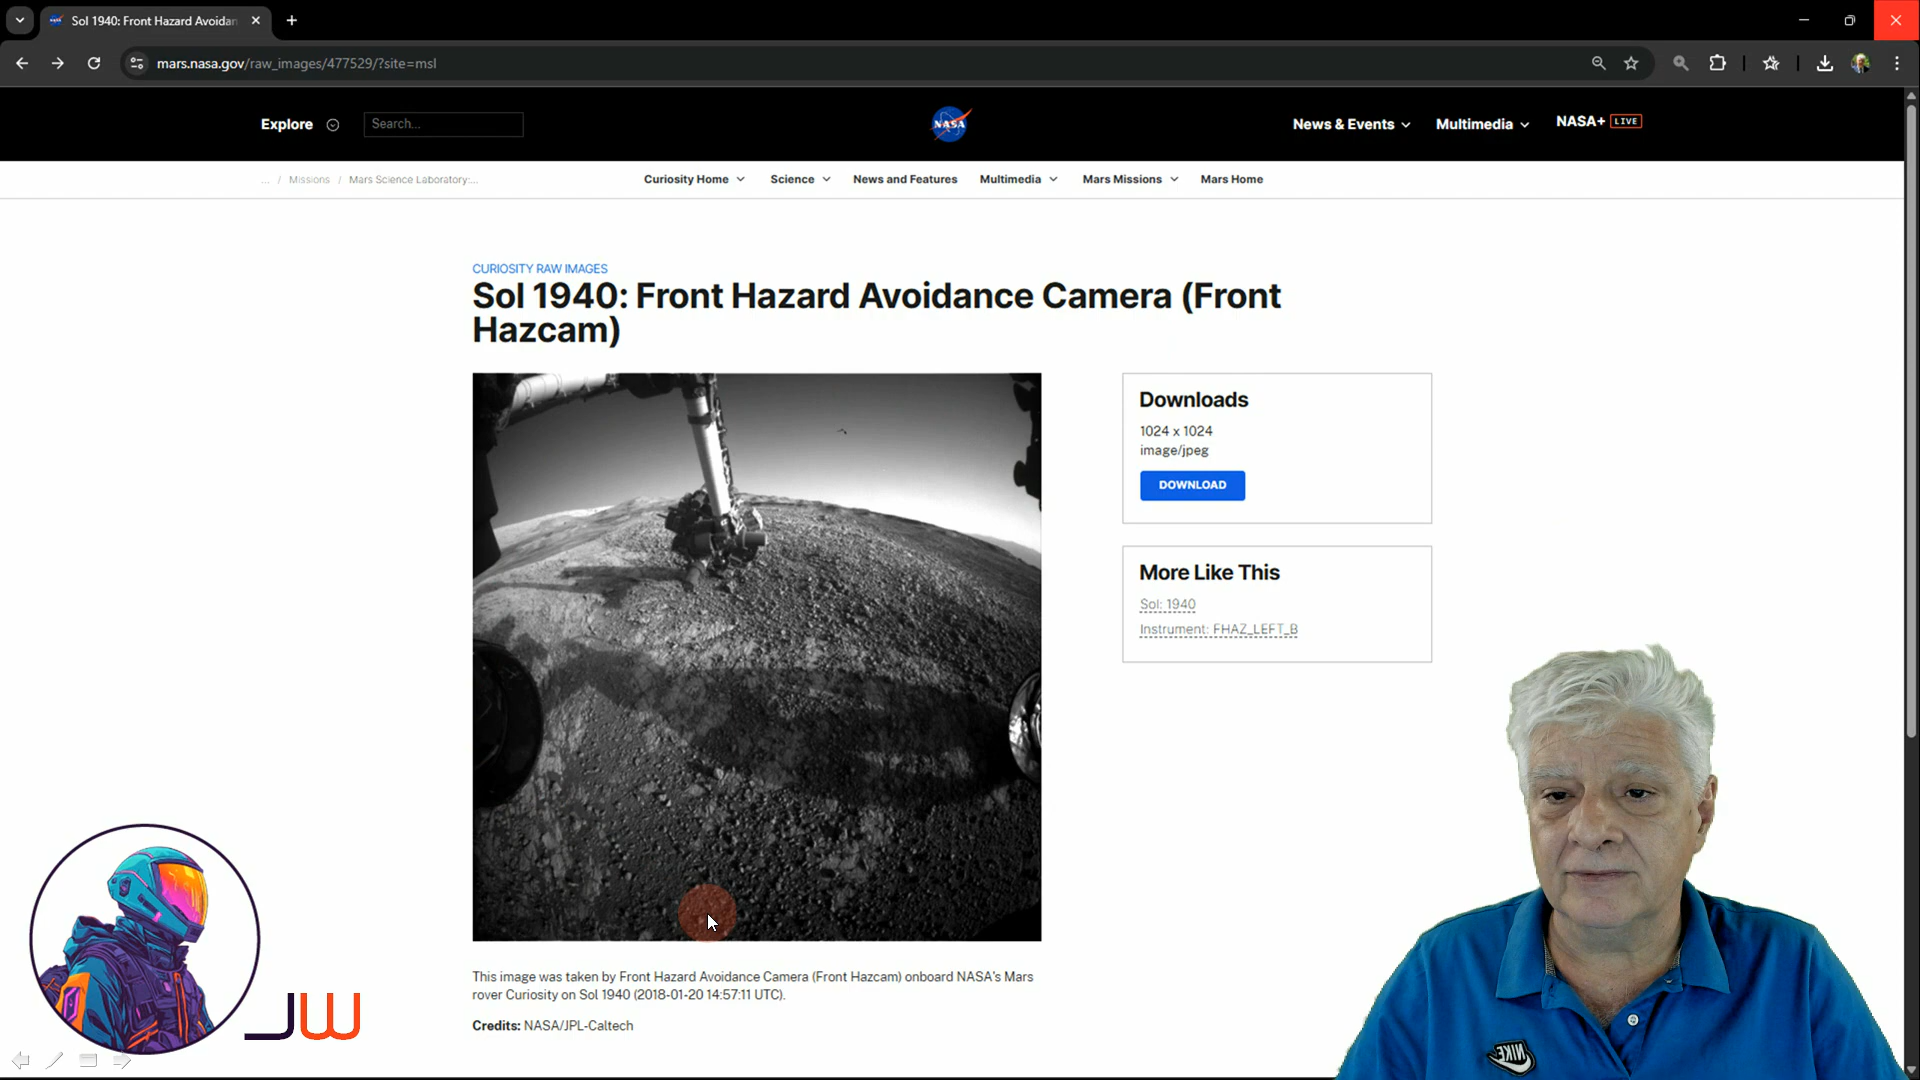 Sol 1940: Front Hazard Avoidan
mars.nasa.gov/raw_images/477529/?site=msl
Explore
Search...
NASA
News & Events
Multimedia
NASA+ LIVE
... / Missions / Mars Science Laboratory:...
Curiosity Home
Science
News and Features
Multimedia
Mars Missions
Mars Home
CURIOSITY RAW IMAGES
Sol 1940: Front Hazard Avoidance Camera (Front
Hazcam)
Downloads
1024 x 1024
image/jpeg
DOWNLOAD
More Like This
Sol: 1940
Instrument: FHAZ_LEFT_B
This image was taken by Front Hazard Avoidance Camera (Front Hazcam) onboard NASA's Mars
rover Curiosity on Sol 1940 (2018-01-20 14:57:11 UTC).
Credits: NASA/JPL-Caltech
JW
NIKE